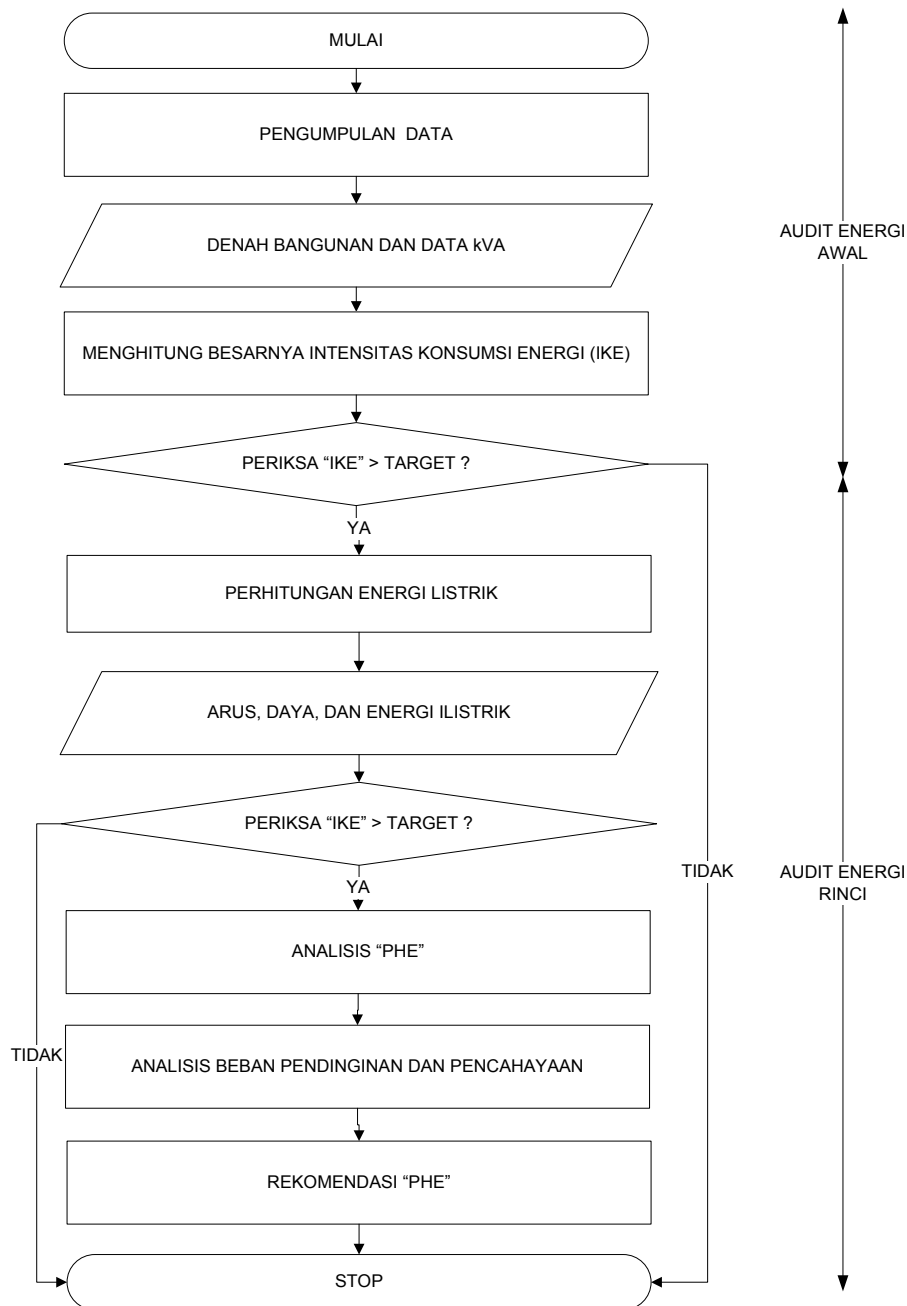 MULAI
PENGUMPULAN DATA
DENAH BANGUNAN DAN DATA kVA
AUDIT ENERGI
AWAL
MENGHITUNG BESARNYA INTENSITAS KONSUMSI ENERGI (IKE)
PERIKSA “IKE” > TARGET ?
YA
PERHITUNGAN ENERGI LISTRIK
ARUS, DAYA, DAN ENERGI ILISTRIK
PERIKSA “IKE” > TARGET ?
TIDAK
AUDIT ENERGI
RINCI
YA
ANALISIS “PHE”
TIDAK
ANALISIS BEBAN PENDINGINAN DAN PENCAHAYAAN
REKOMENDASI “PHE”
STOP